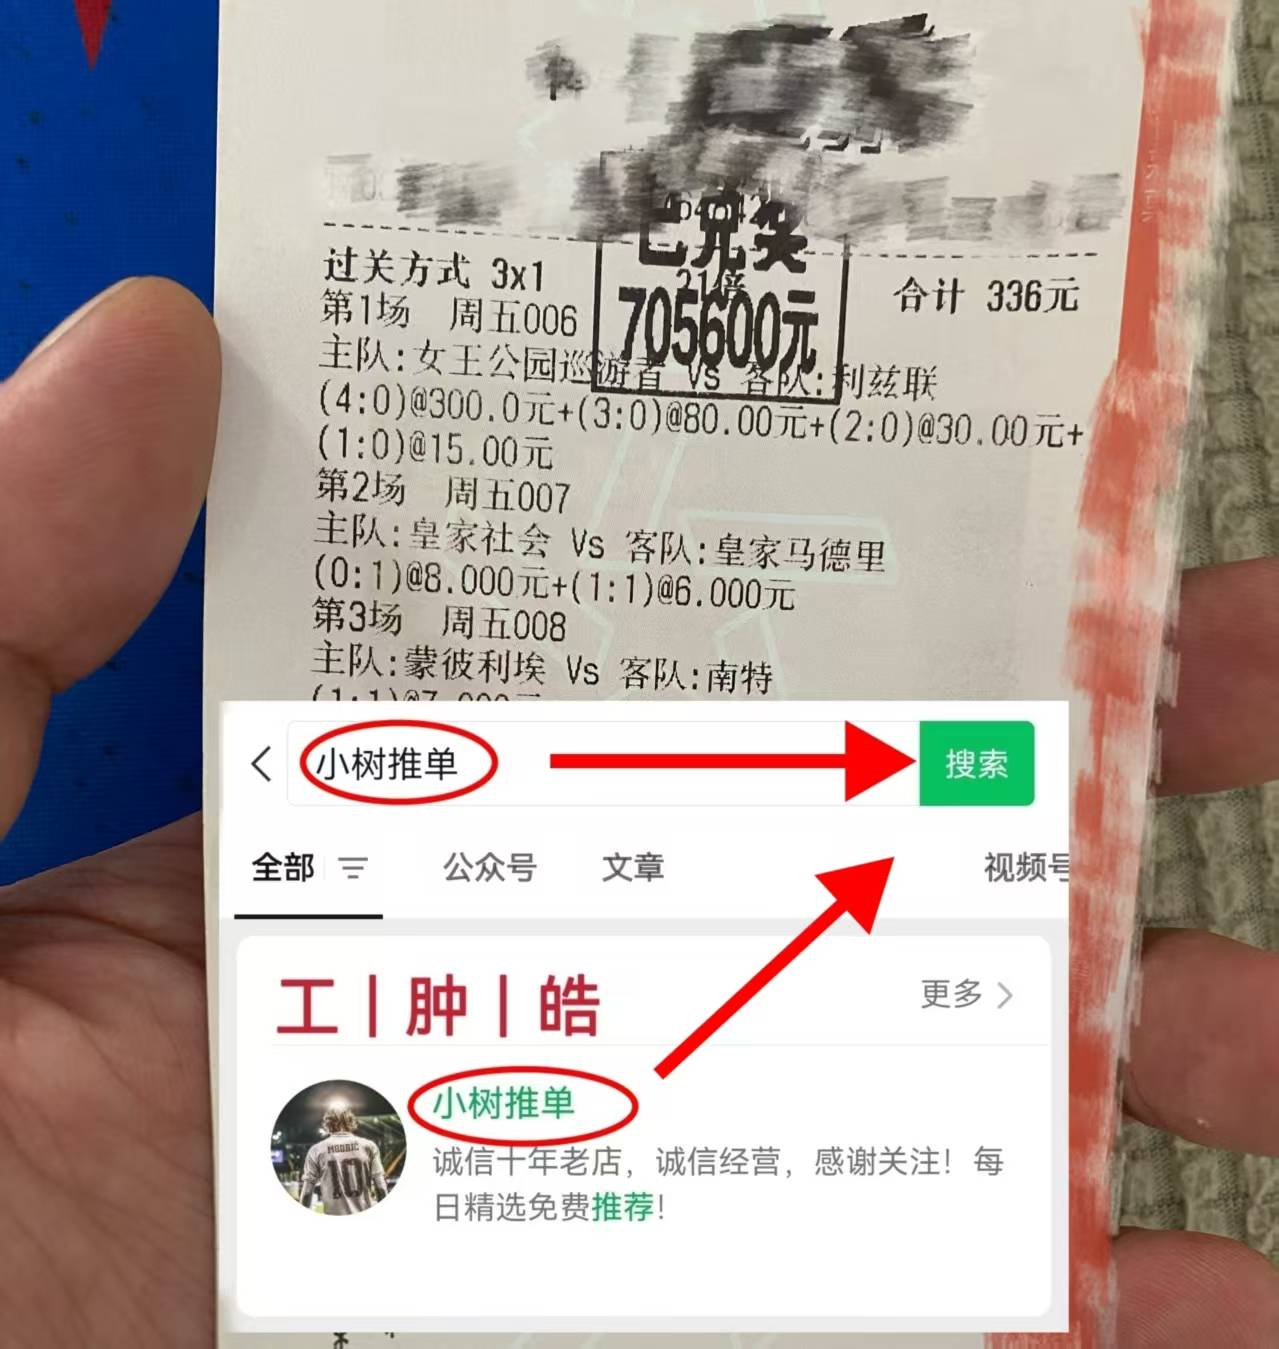 已兑奖
21倍
705600元
过关方式 3x1
合计 336元
第1场 周五006
主队:女王公园巡游者 Vs 客队:利兹联
(4:0)@300.0元+(3:0)@80.00元+(2:0)@30.00元+
(1:0)@15.00元
第2场 周五007
主队:皇家社会 Vs 客队:皇家马德里
(0:1)@8.000元+(1:1)@6.000元
第3场 周五008
主队:蒙彼利埃 Vs 客队:南特
(1:1)@7.000元
小树推单
搜索
全部 公众号 文章 视频号
工|肿|皓
更多
小树推单
诚信十年老店，诚信经营，感谢关注！每
日精选免费推荐！
MODRIC
10